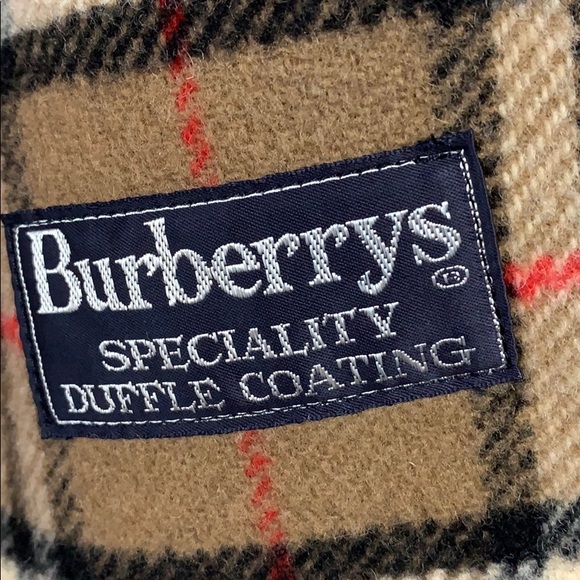 Burberrys®
SPECIALITY
DUFFLE COATING